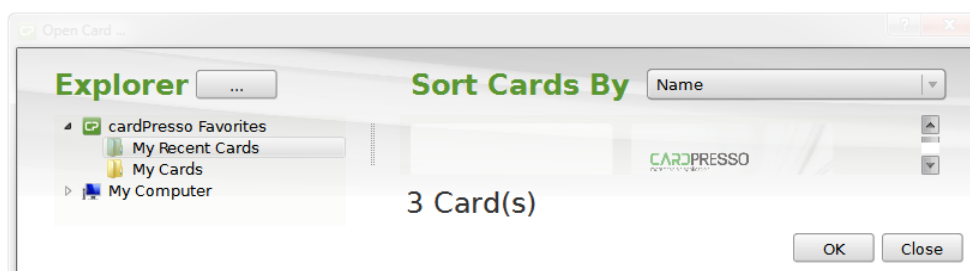 Open Card ...
Explorer ... Sort Cards By Name
cardPresso Favorites
My Recent Cards
My Cards
CARDPRESSO
My Computer
3 Card(s)
OK Close